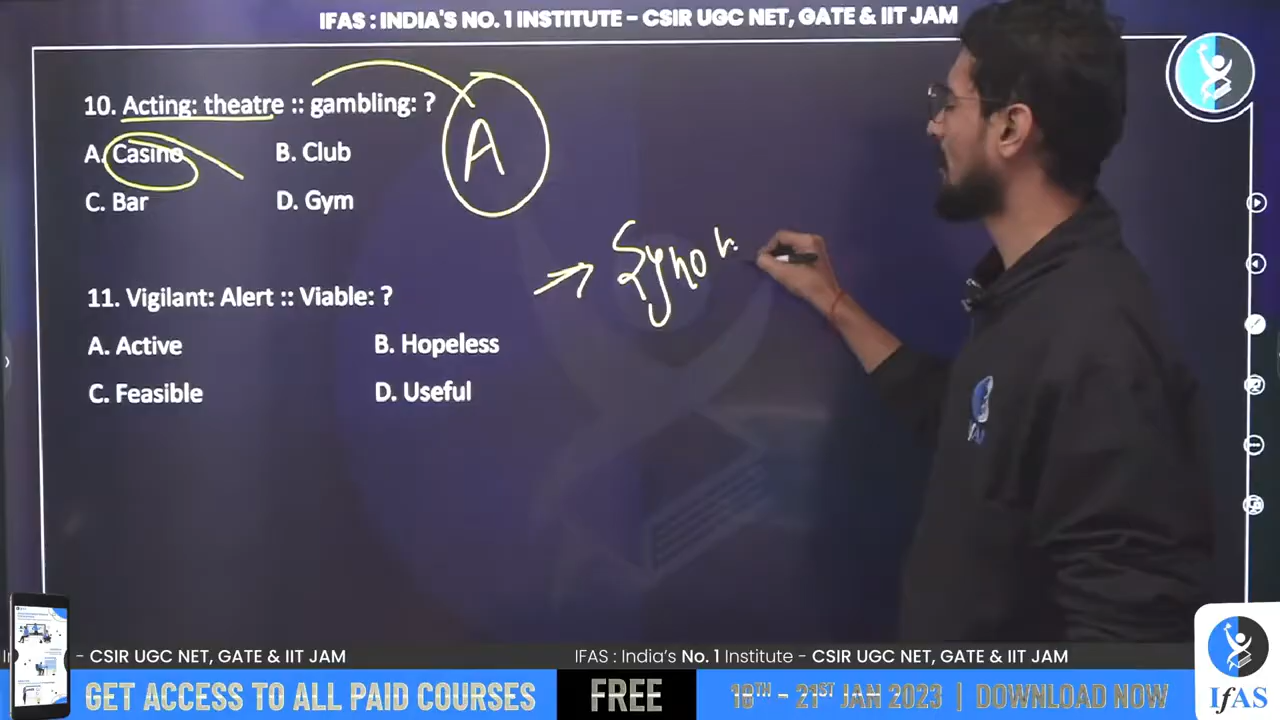 IFAS : INDIA'S NO. 1 INSTITUTE – CSIR UGC NET, GATE & IIT JAM
10. Acting: theatre :: gambling: ?
A. Casino
B. Club
C. Bar
D. Gym
A
→ Syno
11. Vigilant: Alert :: Viable: ?
A. Active
B. Hopeless
C. Feasible
D. Useful
IfAS
– CSIR UGC NET, GATE & IIT JAM
IFAS : India's No. 1 Institute – CSIR UGC NET, GATE & IIT JAM
GET ACCESS TO ALL PAID COURSES
FREE
18TH – 21ST JAN 2023 | DOWNLOAD NOW
IfAS